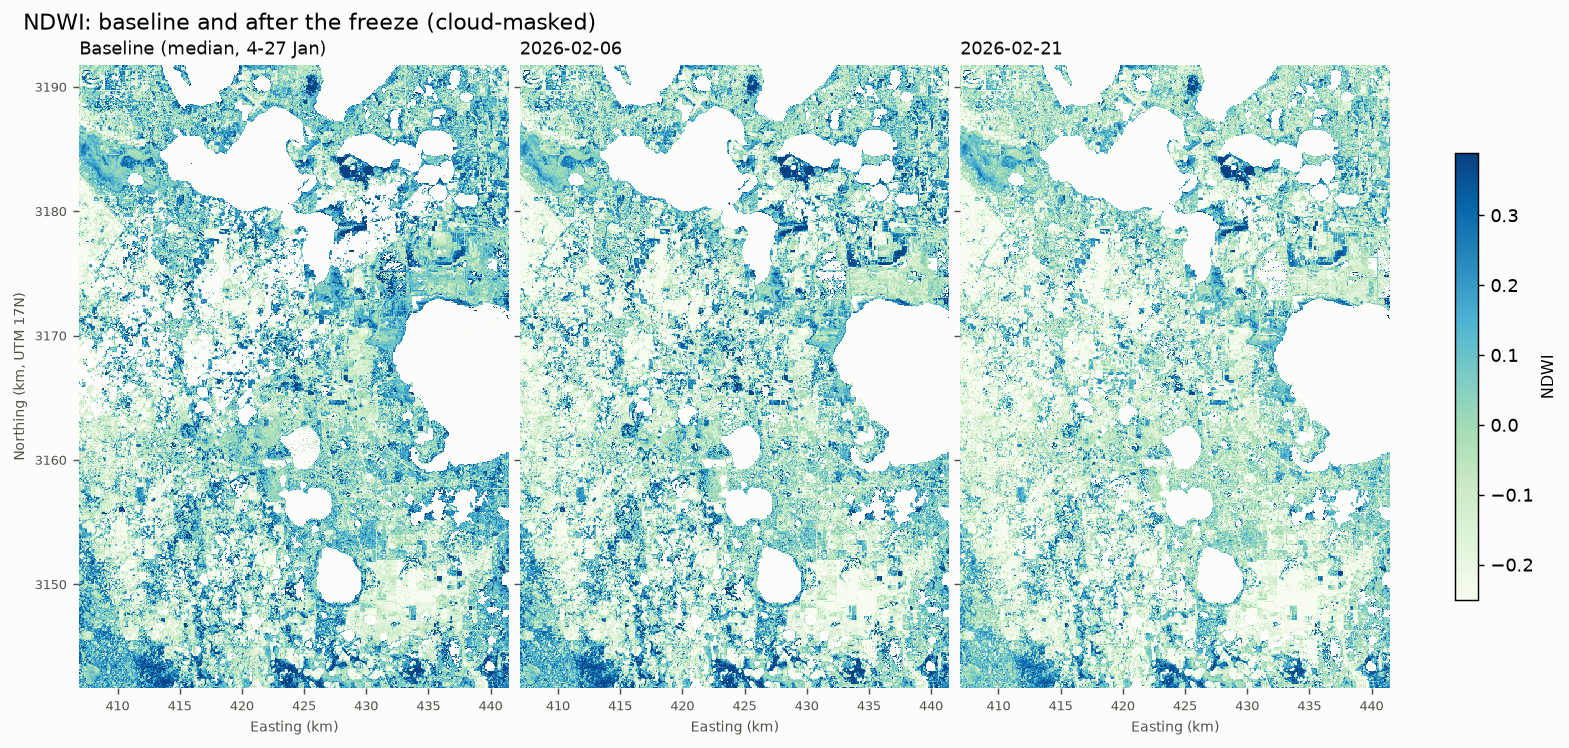 NDWI: baseline and after the freeze (cloud-masked)
Baseline (median, 4-27 Jan)
2026-02-06
2026-02-21
3190
3180
3170
3160
3150
Northing (km, UTM 17N)
410 415 420 425 430 435 440
410 415 420 425 430 435 440
410 415 420 425 430 435 440
Easting (km)
Easting (km)
Easting (km)
0.3
0.2
0.1
0.0
−0.1
−0.2
NDWI